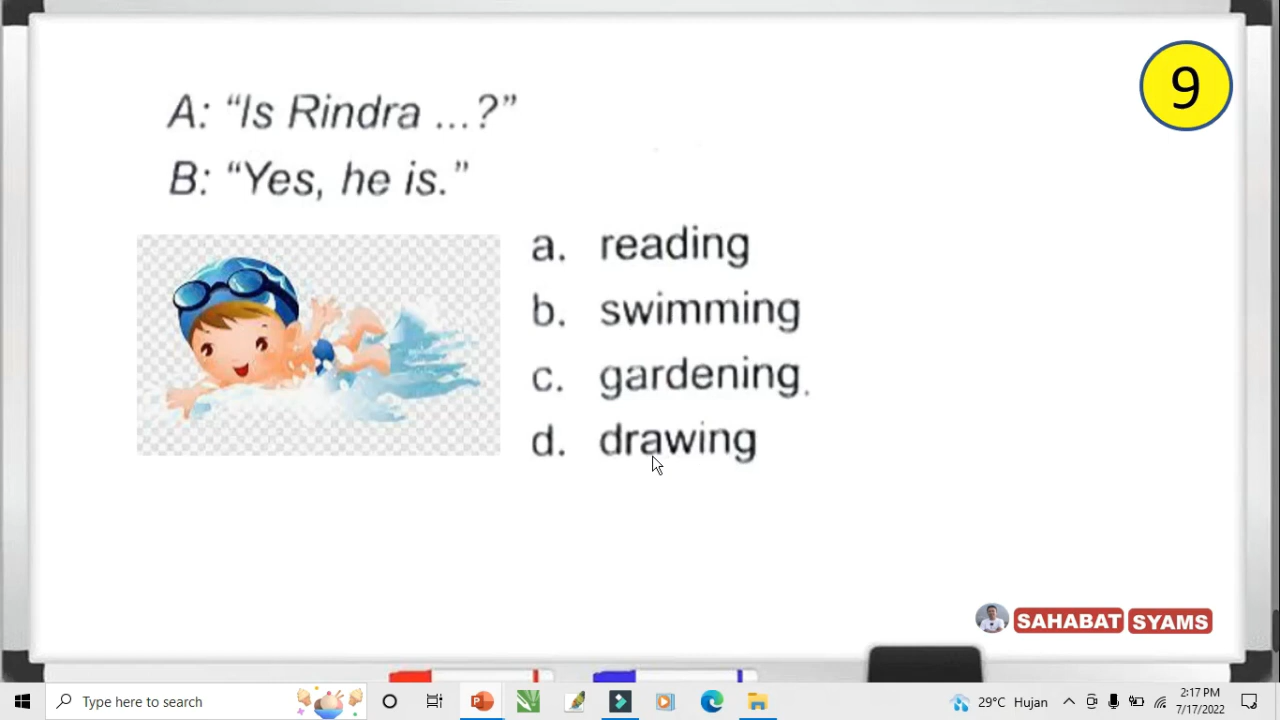 9
A: “Is Rindra ...?”
B: “Yes, he is.”
a. reading
b. swimming
c. gardening.
d. drawing
SAHABAT SYAMS
Type here to search
29°C Hujan
2:17 PM
7/17/2022